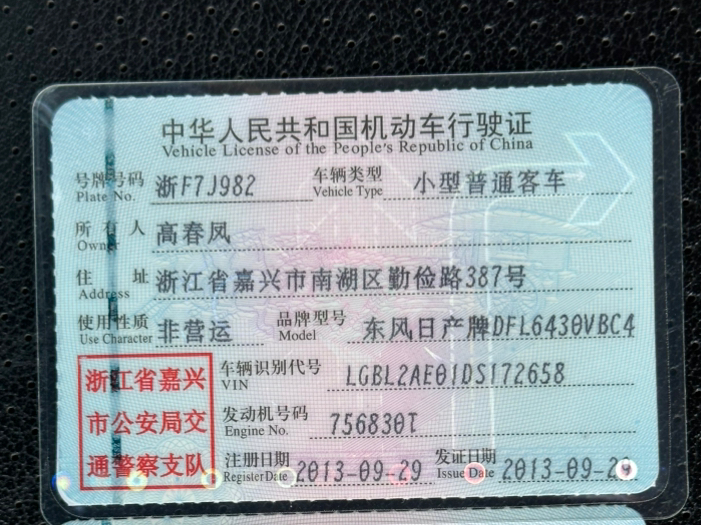 中华人民共和国机动车行驶证
Vehicle License of the People's Republic of China
号牌号码 浙F7J982 车辆类型 小型普通客车
Plate No. Vehicle Type
所有人 高春凤
Owner
住址 浙江省嘉兴市南湖区勤俭路387号
Address
使用性质 非营运 品牌型号 东风日产牌DFL6430VBC4
Use Character Model
浙江省嘉兴 车辆识别代号 LGBL2AE01DS172658
VIN
市公安局交 发动机号码 756830T
Engine No.
通警察支队 注册日期 2013-09-29 发证日期 2013-09-29
Register Date Issue Date